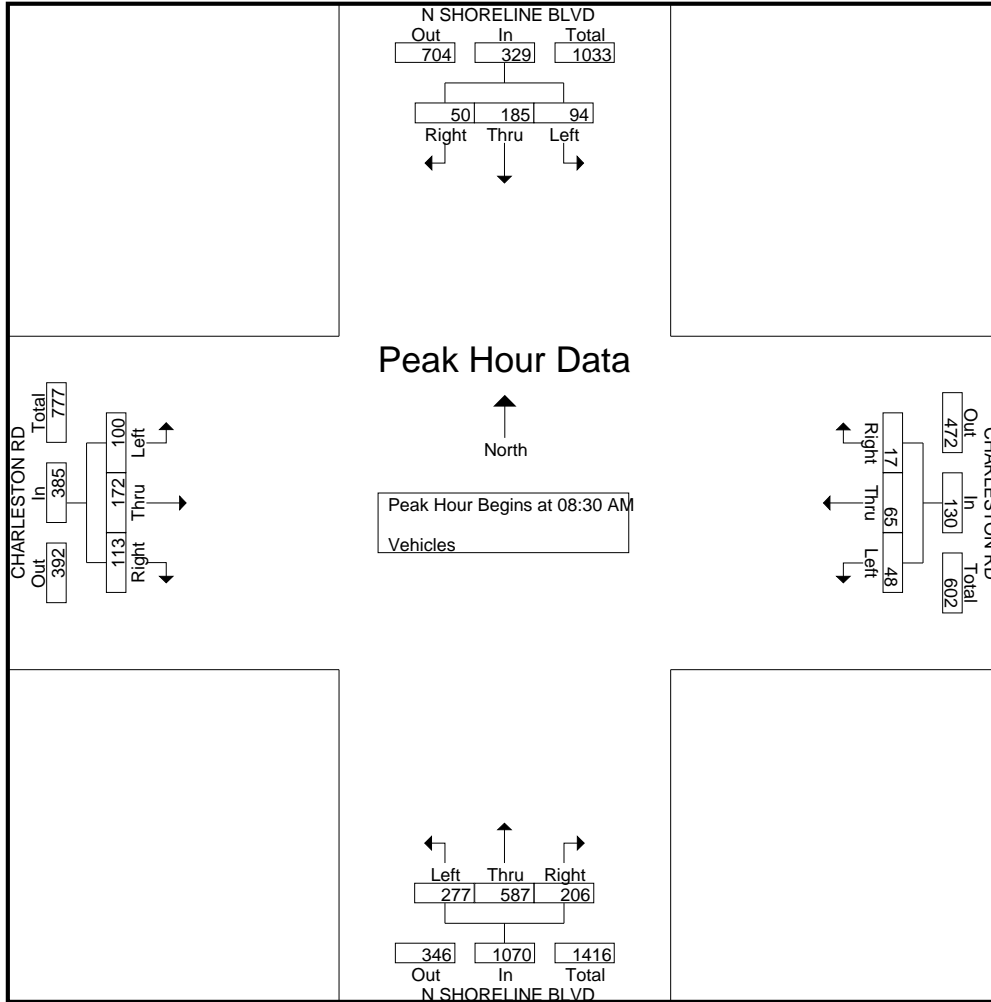 N SHORELINE BLVD
Out In Total
704 329 1033
50 185 94
Right Thru Left
Peak Hour Data
North
Peak Hour Begins at 08:30 AM
Vehicles
CHARLESTON RD
Total In Out
777 385 392
100 172 113
Left Thru Right
CHARLESTON RD
Out In Total
472 130 602
17 65 48
Right Thru Left
Left Thru Right
277 587 206
346 1070 1416
Out In Total
N SHORELINE BLVD